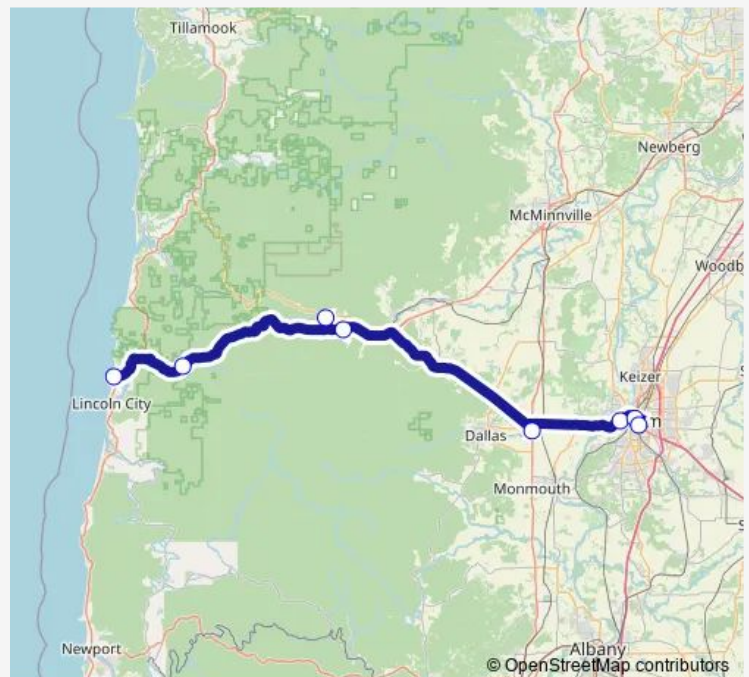 Tillamook
Newberg
McMinnville
Woodb
Keizer
Lincoln City
m
Dallas
Monmouth
Newport
Albany
© OpenStreetMap contributors